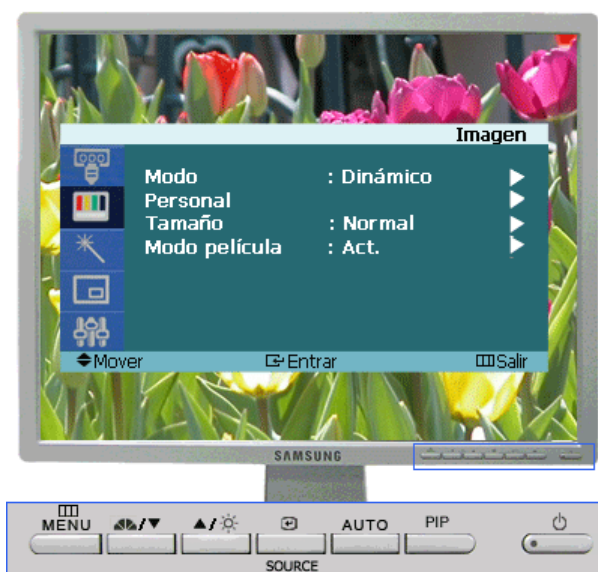 Imagen
Modo : Dinámico
Personal
Tamaño : Normal
Modo película : Act.
Mover Entrar Salir
SAMSUNG
MENU AUTO PIP
SOURCE